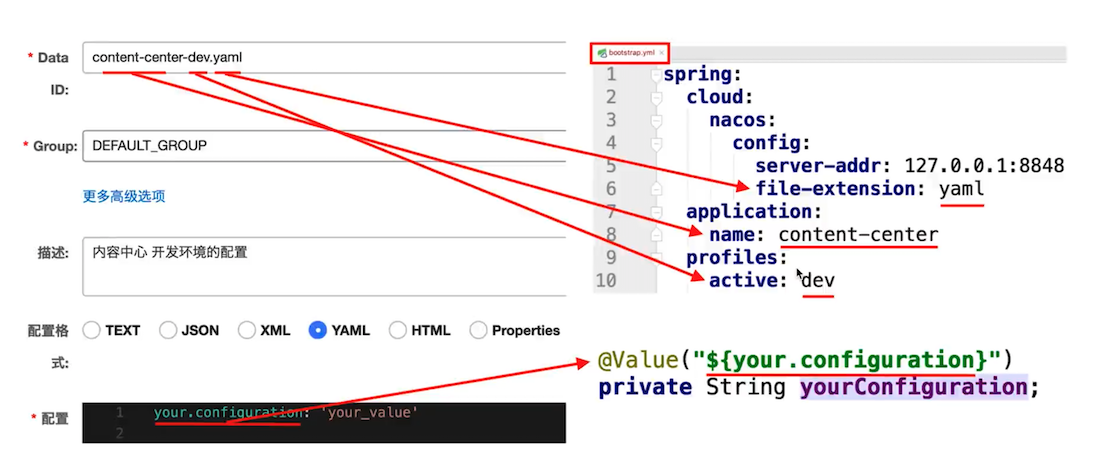 * Data ID: content-center-dev.yaml
* Group: DEFAULT_GROUP
更多高级选项
描述: 内容中心 开发环境的配置
配置格式: TEXT JSON XML YAML HTML Properties
* 配置
1 your.configuration: 'your_value'
2
bootstrap.yml ×
1 spring:
2 cloud:
3 nacos:
4 config:
5 server-addr: 127.0.0.1:8848
6 file-extension: yaml
7 application:
8 name: content-center
9 profiles:
10 active: dev
@Value("${your.configuration}")
private String yourConfiguration;